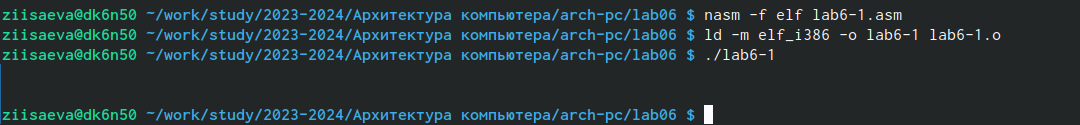 ziisaeva@dk6n50 ~/work/study/2023-2024/Архитектура компьютера/arch-pc/lab06 $ nasm -f elf lab6-1.asm
ziisaeva@dk6n50 ~/work/study/2023-2024/Архитектура компьютера/arch-pc/lab06 $ ld -m elf_i386 -o lab6-1 lab6-1.o
ziisaeva@dk6n50 ~/work/study/2023-2024/Архитектура компьютера/arch-pc/lab06 $ ./lab6-1
ziisaeva@dk6n50 ~/work/study/2023-2024/Архитектура компьютера/arch-pc/lab06 $